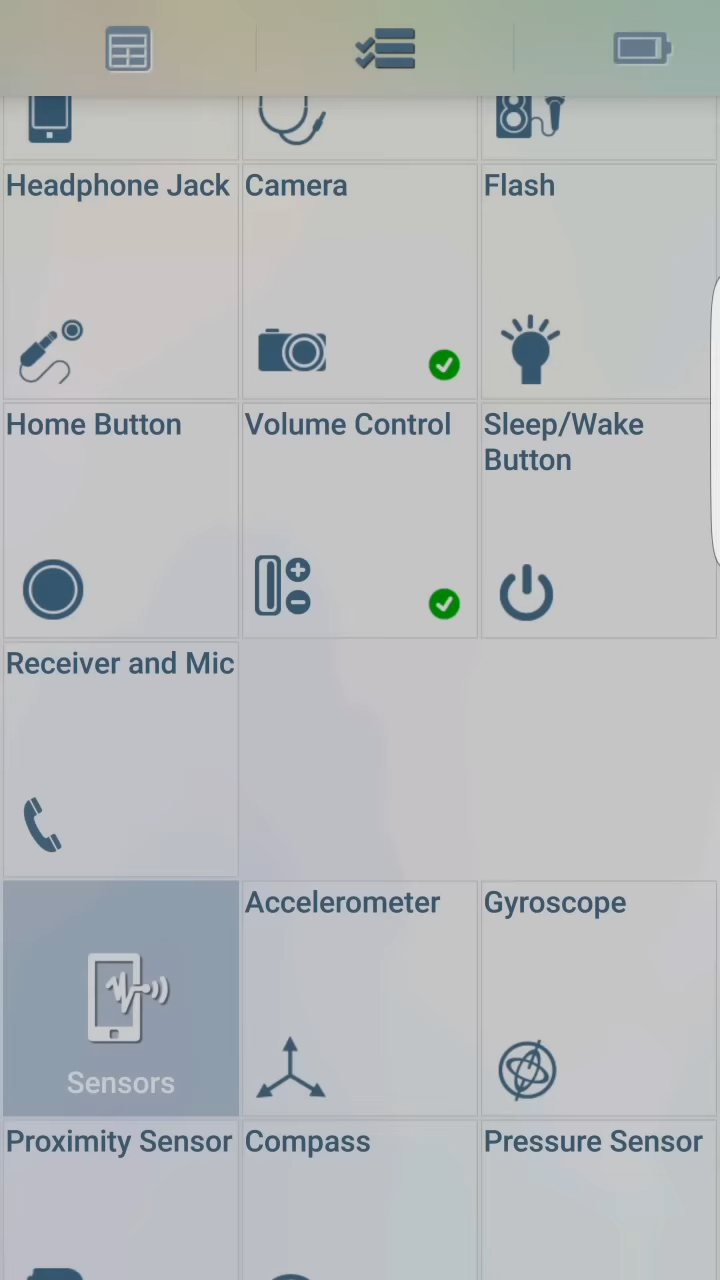 Headphone Jack
Camera
Flash
Home Button
Volume Control
Sleep/Wake
Button
Receiver and Mic
Sensors
Accelerometer
Gyroscope
Proximity Sensor
Compass
Pressure Sensor